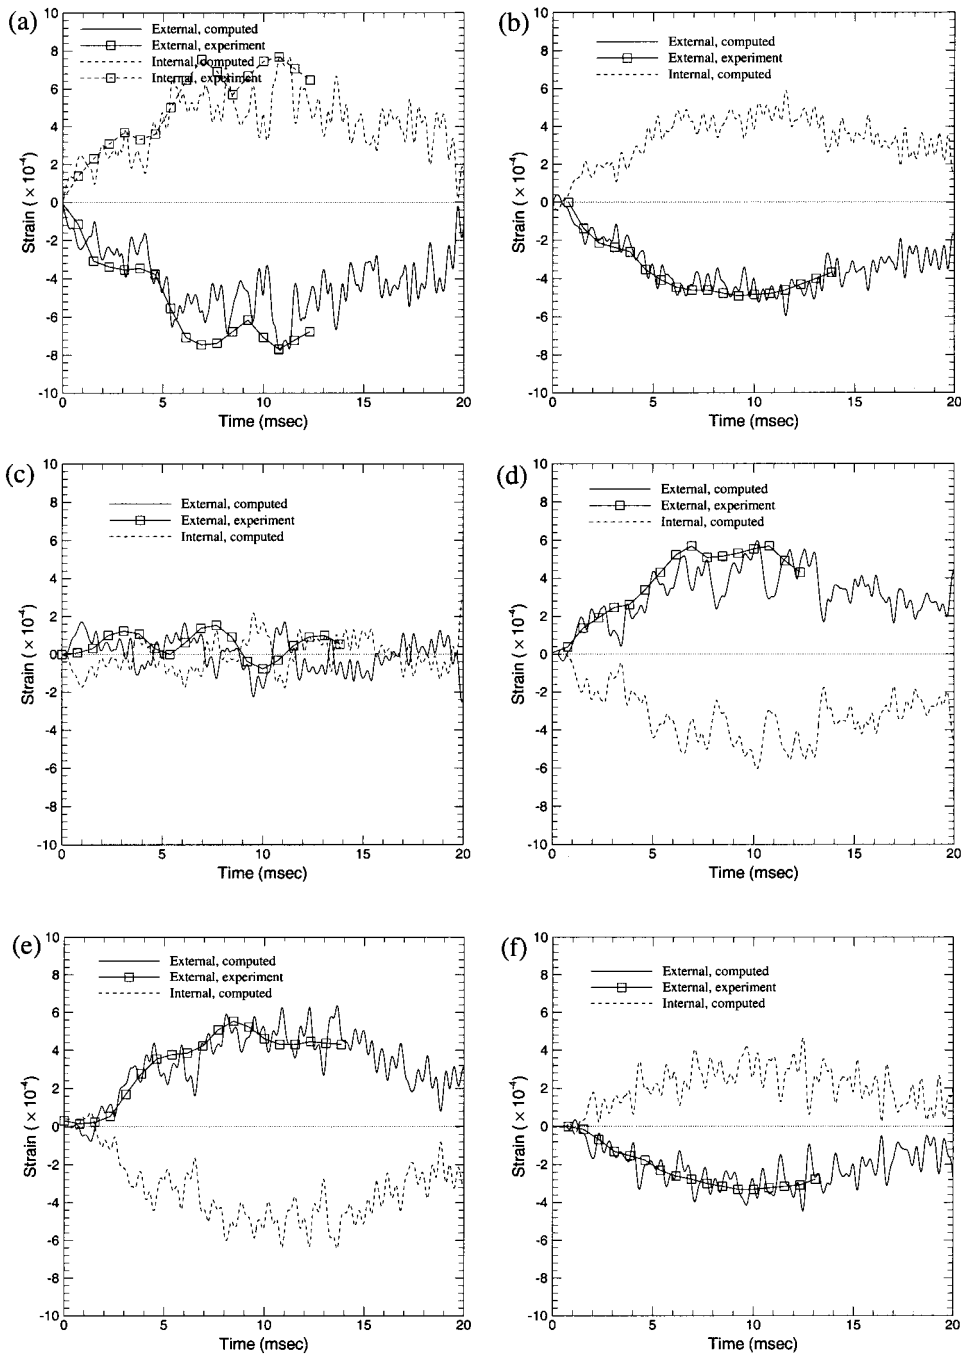 (a)
External, computed
External, experiment
Internal, computed
Internal, experiment
10
8
6
4
2
0
-2
-4
-6
-8
-10
Strain ( × 10⁻⁴)
0 5 10 15 20
Time (msec)
(b)
External, computed
External, experiment
Internal, computed
10
8
6
4
2
0
-2
-4
-6
-8
-10
Strain ( × 10⁻⁴)
0 5 10 15 20
Time (msec)
(c)
External, computed
External, experiment
Internal, computed
10
8
6
4
2
0
-2
-4
-6
-8
-10
Strain ( × 10⁻⁴)
0 5 10 15 20
Time (msec)
(d)
External, computed
External, experiment
Internal, computed
10
8
6
4
2
0
-2
-4
-6
-8
-10
Strain ( × 10⁻⁴)
0 5 10 15 20
Time (msec)
(e)
External, computed
External, experiment
Internal, computed
10
8
6
4
2
0
-2
-4
-6
-8
-10
Strain ( × 10⁻⁴)
0 5 10 15 20
Time (msec)
(f)
External, computed
External, experiment
Internal, computed
10
8
6
4
2
0
-2
-4
-6
-8
-10
Strain ( × 10⁻⁴)
0 5 10 15 20
Time (msec)